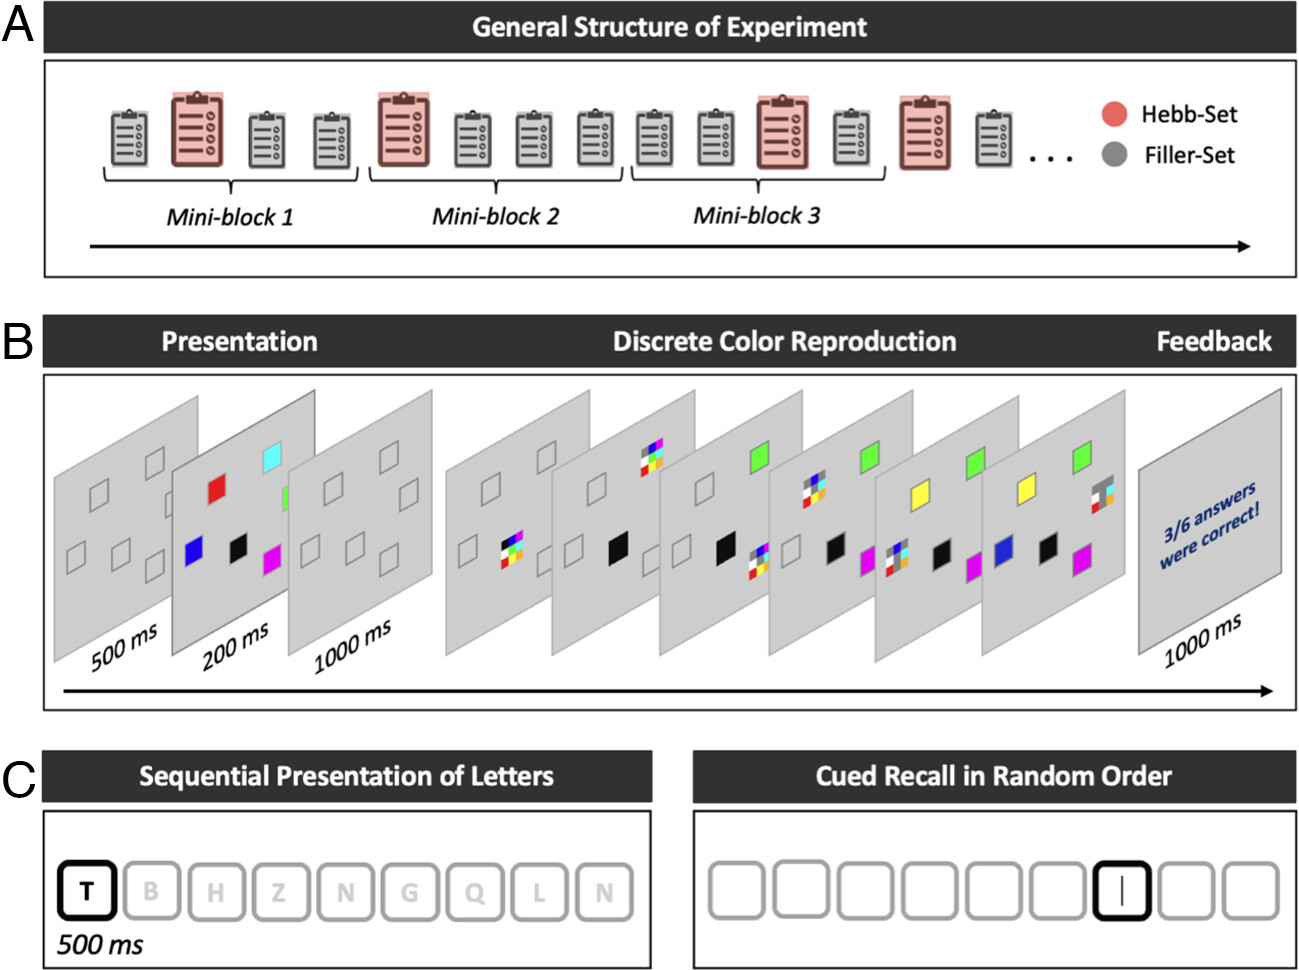 A
General Structure of Experiment
Hebb-Set
Filler-Set
. . .
Mini-block 1
Mini-block 2
Mini-block 3
B
Presentation
Discrete Color Reproduction
Feedback
500 ms
200 ms
1000 ms
3/6 answers
were correct!
1000 ms
C
Sequential Presentation of Letters
T B H Z N G Q L N
500 ms
Cued Recall in Random Order
|